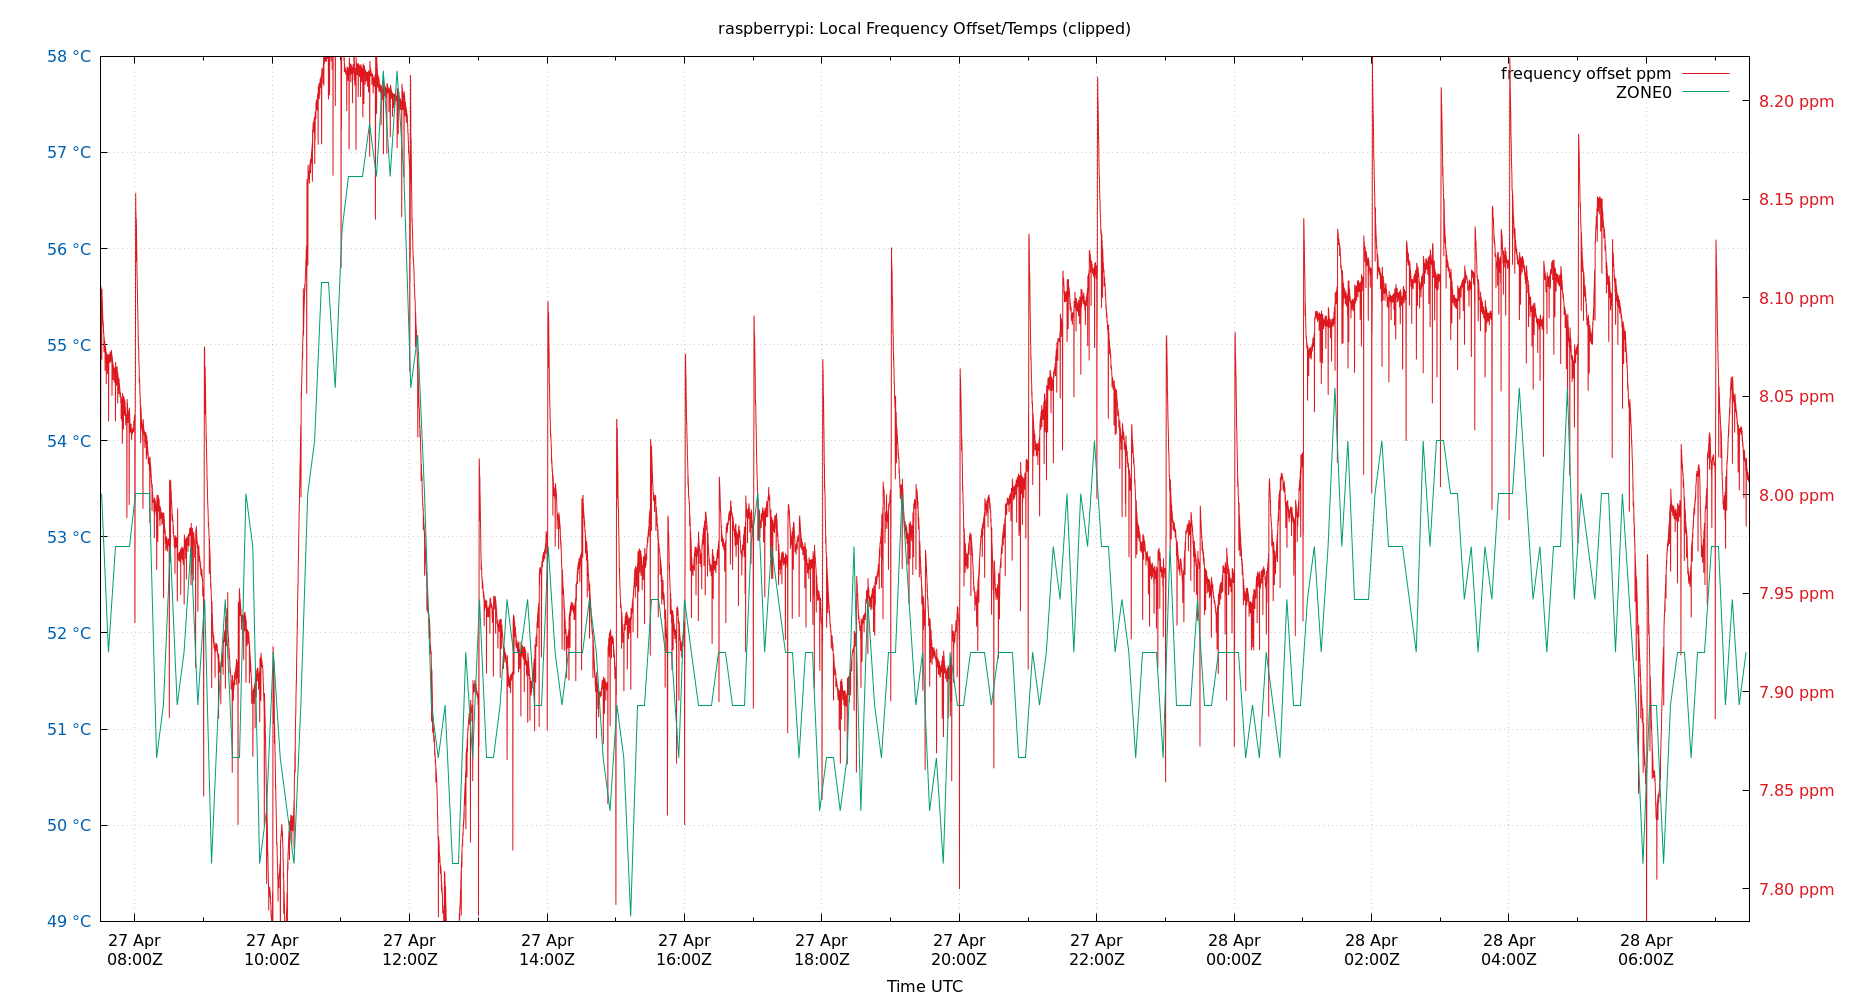 raspberrypi: Local Frequency Offset/Temps (clipped)
58 °C
57 °C
56 °C
55 °C
54 °C
53 °C
52 °C
51 °C
50 °C
49 °C
frequency offset ppm
ZONE0
8.20 ppm
8.15 ppm
8.10 ppm
8.05 ppm
8.00 ppm
7.95 ppm
7.90 ppm
7.85 ppm
7.80 ppm
27 Apr
08:00Z
27 Apr
10:00Z
27 Apr
12:00Z
27 Apr
14:00Z
27 Apr
16:00Z
27 Apr
18:00Z
27 Apr
20:00Z
27 Apr
22:00Z
28 Apr
00:00Z
28 Apr
02:00Z
28 Apr
04:00Z
28 Apr
06:00Z
Time UTC